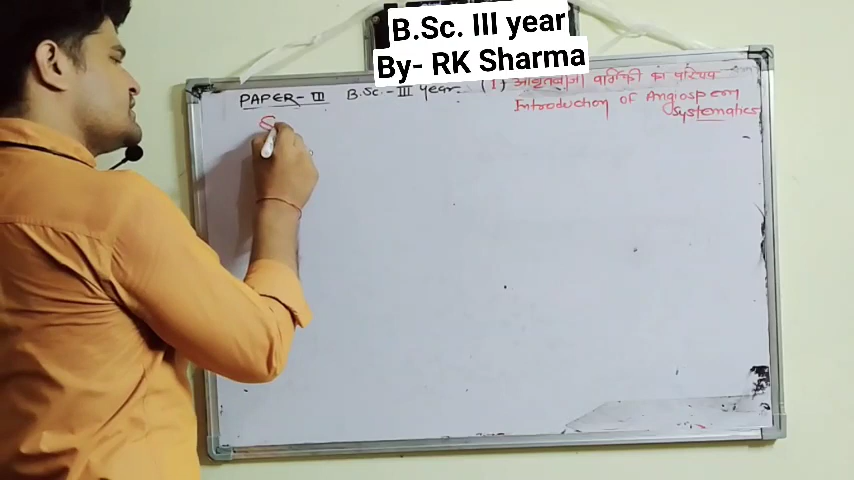 B.Sc. III year
By- RK Sharma
PAPER- III B.Sc.- III year. (1) आवृतबीजी वर्गिकी का परिचय
Introduction of Angiosperm
Systematics
S